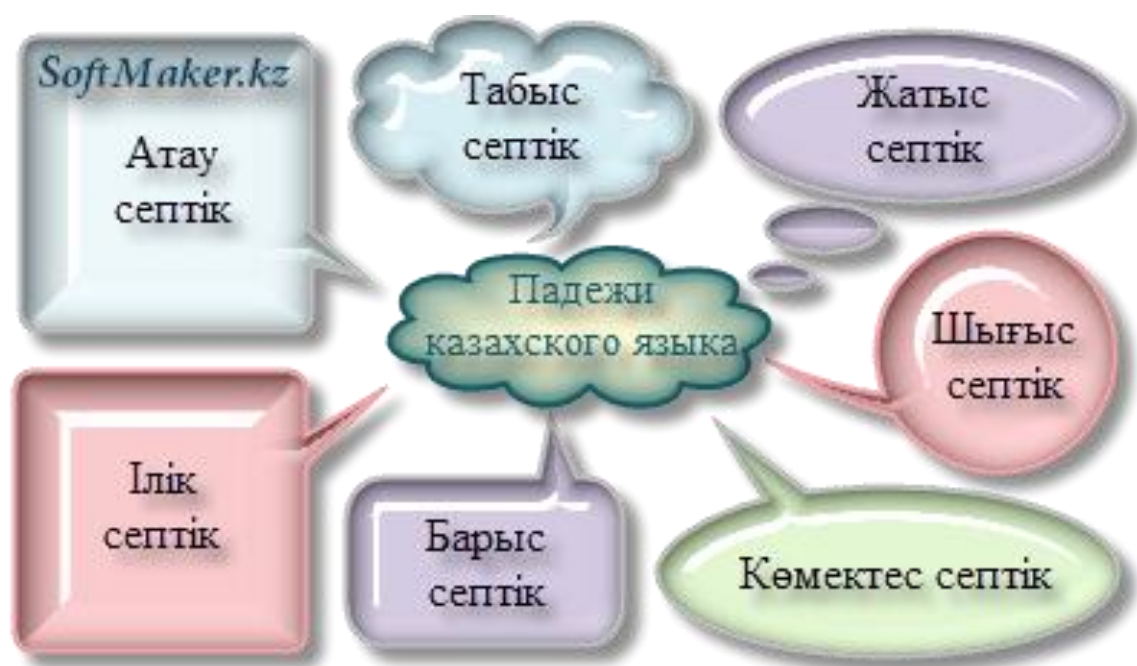 SoftMaker.kz
Атау
септік
Табыс
септік
Жатыс
септік
Падежи
казахского языка
Шығыс
септік
Ілік
септік
Барыс
септік
Көмектес септік